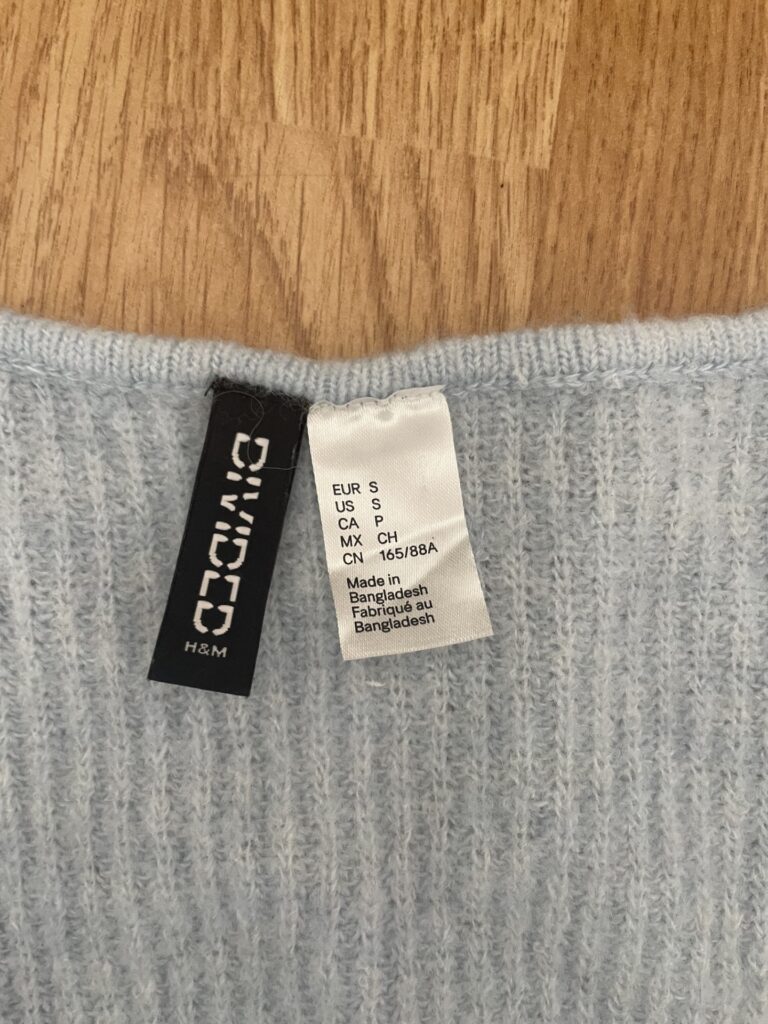 DIVIDED
H&M
EUR S
US S
CA P
MX CH
CN 165/88A
Made in
Bangladesh
Fabriqué au
Bangladesh